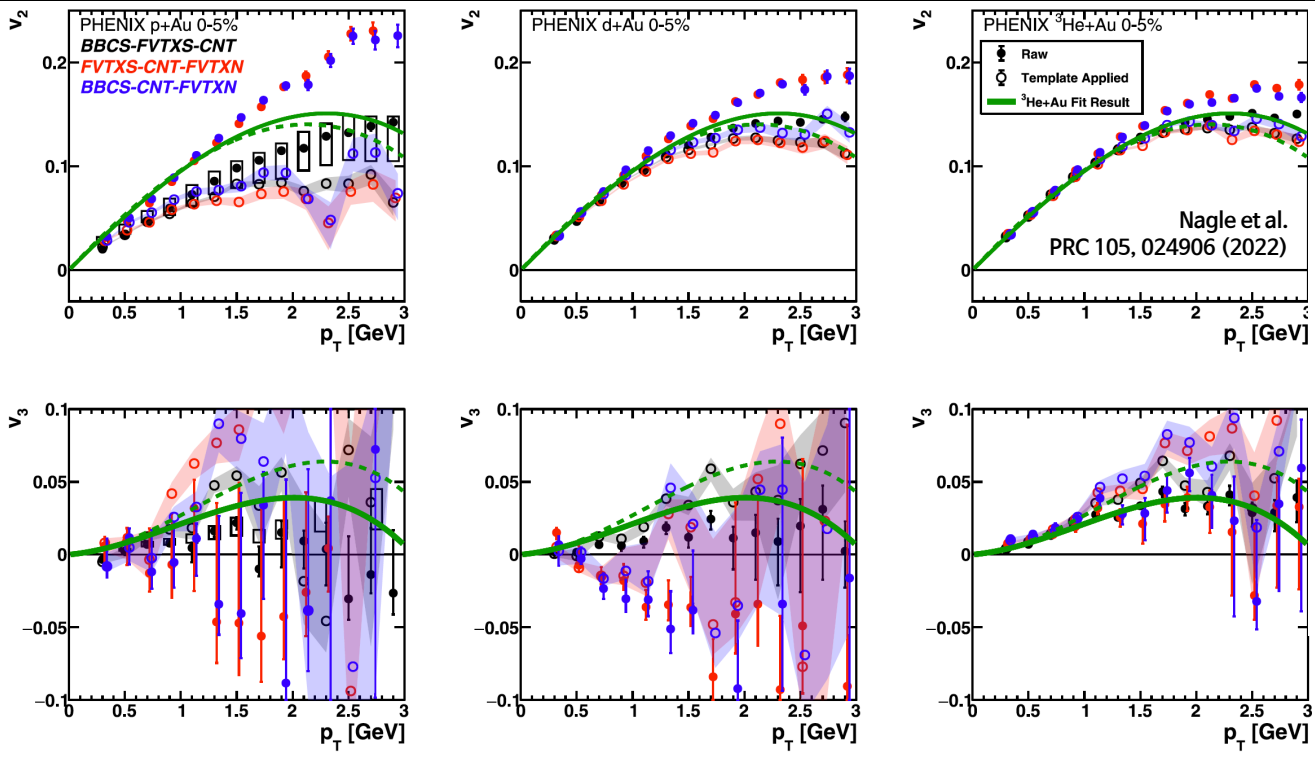 v2
PHENIX p+Au 0-5%
BBCS-FVTXS-CNT
FVTXS-CNT-FVTXN
BBCS-CNT-FVTXN
0.2
0.1
0
0 0.5 1 1.5 2 2.5 3
pT [GeV]
v2
PHENIX d+Au 0-5%
0.2
0.1
0
0 0.5 1 1.5 2 2.5 3
pT [GeV]
v2
PHENIX 3He+Au 0-5%
Raw
Template Applied
3He+Au Fit Result
0.2
0.1
0
Nagle et al.
PRC 105, 024906 (2022)
0 0.5 1 1.5 2 2.5 3
pT [GeV]
v3
0.1
0.05
0
−0.05
−0.1
0 0.5 1 1.5 2 2.5 3
pT [GeV]
v3
0.1
0.05
0
−0.05
−0.1
0 0.5 1 1.5 2 2.5 3
pT [GeV]
v3
0.1
0.05
0
−0.05
−0.1
0 0.5 1 1.5 2 2.5 3
pT [GeV]